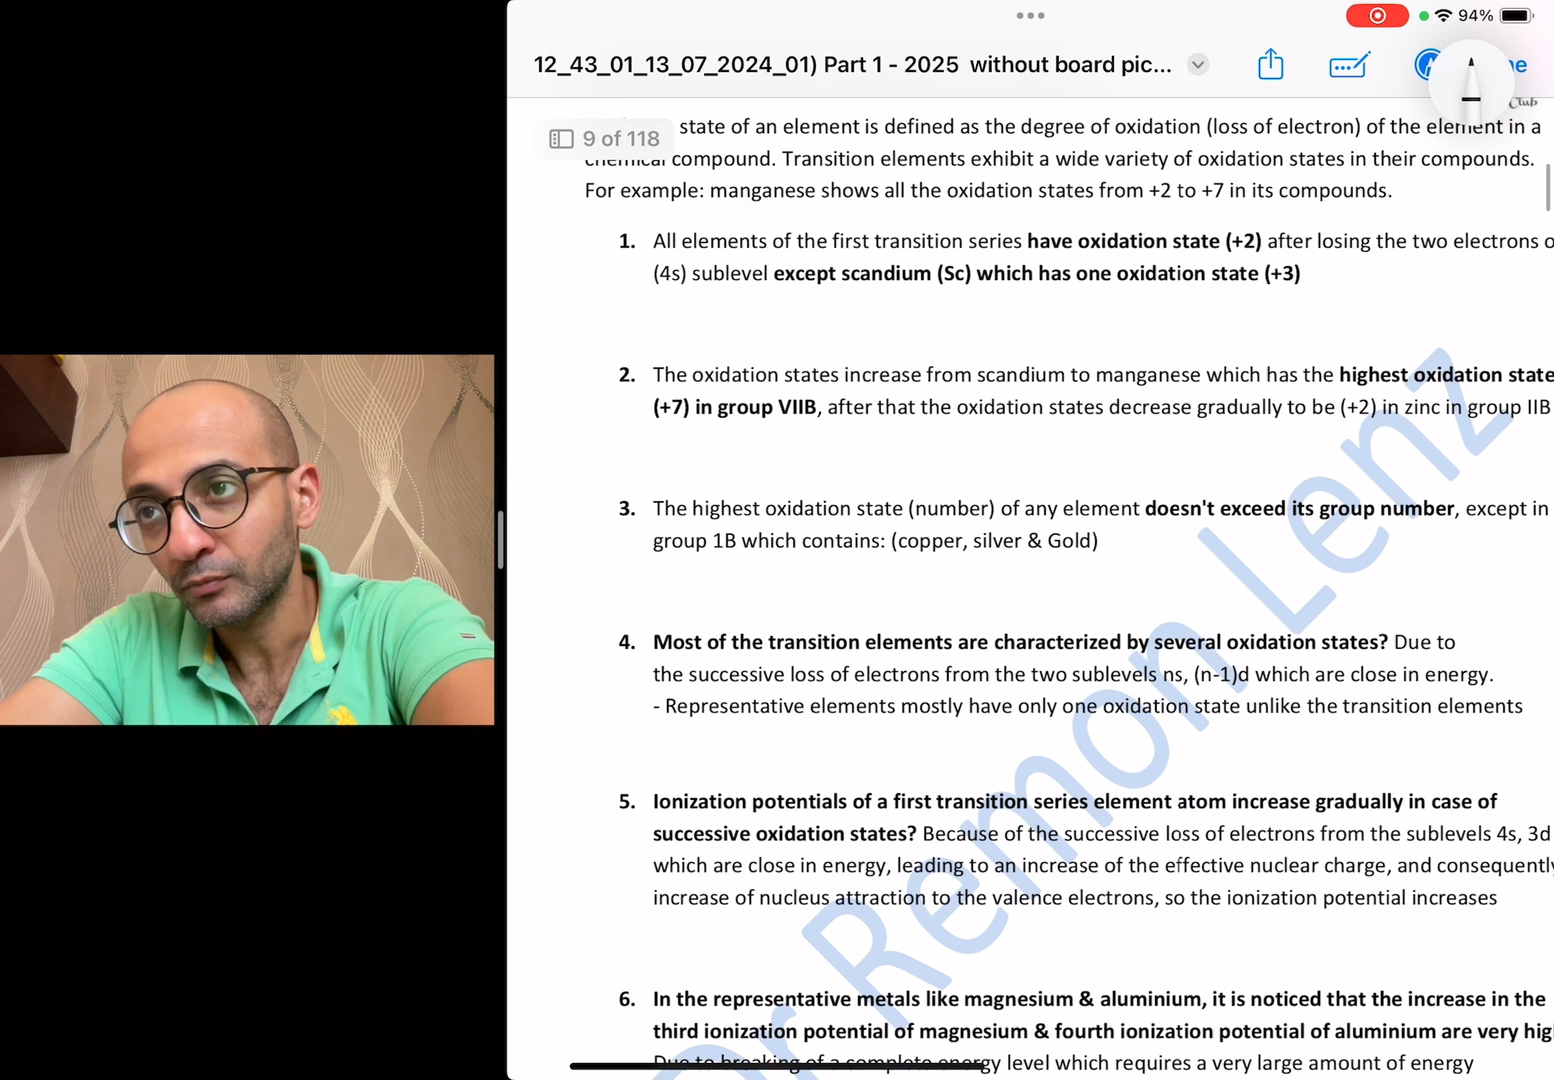 94%
12_43_01_13_07_2024_01) Part 1 - 2025 without board pic...
Club
9 of 118
state of an element is defined as the degree of oxidation (loss of electron) of the element in a
chemical compound. Transition elements exhibit a wide variety of oxidation states in their compounds.
For example: manganese shows all the oxidation states from +2 to +7 in its compounds.
1. All elements of the first transition series have oxidation state (+2) after losing the two electrons o
(4s) sublevel except scandium (Sc) which has one oxidation state (+3)
2. The oxidation states increase from scandium to manganese which has the highest oxidation state
(+7) in group VIIB, after that the oxidation states decrease gradually to be (+2) in zinc in group IIB
3. The highest oxidation state (number) of any element doesn't exceed its group number, except in
group 1B which contains: (copper, silver & Gold)
4. Most of the transition elements are characterized by several oxidation states? Due to
the successive loss of electrons from the two sublevels ns, (n-1)d which are close in energy.
- Representative elements mostly have only one oxidation state unlike the transition elements
5. Ionization potentials of a first transition series element atom increase gradually in case of
successive oxidation states? Because of the successive loss of electrons from the sublevels 4s, 3d
which are close in energy, leading to an increase of the effective nuclear charge, and consequently
increase of nucleus attraction to the valence electrons, so the ionization potential increases
6. In the representative metals like magnesium & aluminium, it is noticed that the increase in the
third ionization potential of magnesium & fourth ionization potential of aluminium are very hig
Due to breaking of a complete energy level which requires a very large amount of energy
Dr Remon Lenz